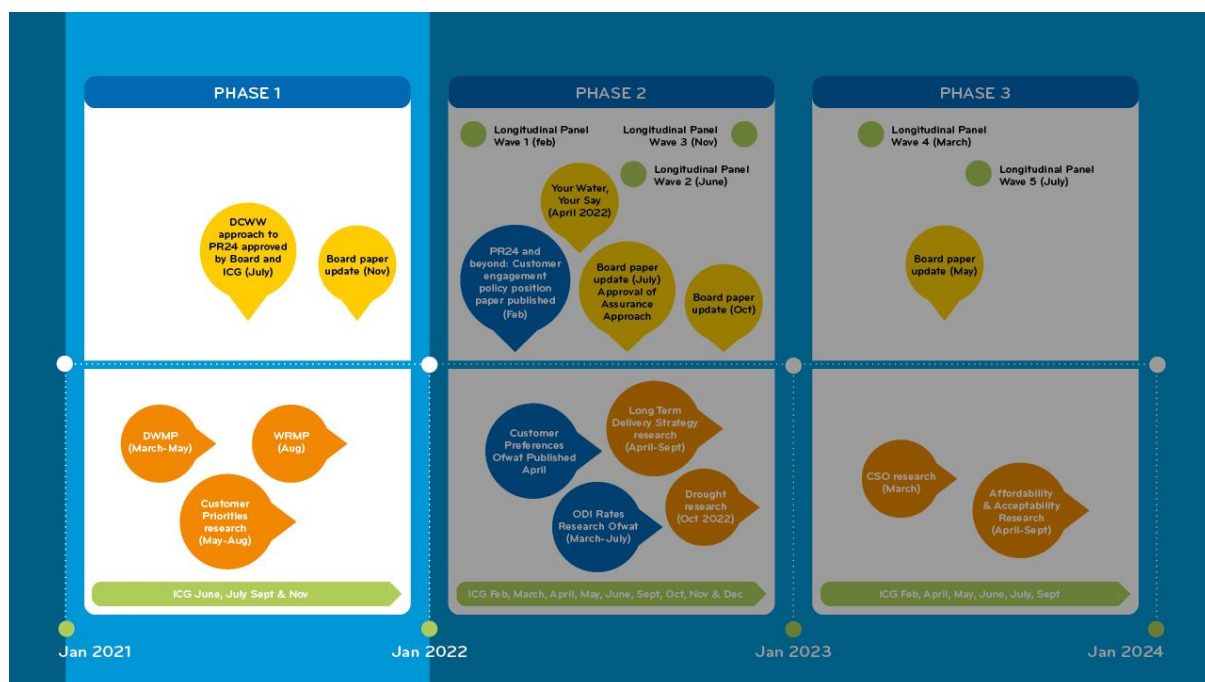 PHASE 1
DCWW
approach to
PR24 approved
by Board and
ICG (July)
Board paper
update (Nov)
DWMP
(March-May)
WRMP
(Aug)
Customer
Priorities
research
(May-Aug)
ICG June, July Sept & Nov
PHASE 2
Longitudinal Panel
Wave 1 (feb)
Longitudinal Panel
Wave 3 (Nov)
Longitudinal Panel
Wave 2 (June)
Your Water,
Your Say
(April 2022)
PR24 and
beyond: Customer
engagement
policy position
paper published
(Feb)
Board paper
update (July)
Approval of
Assurance
Approach
Board paper
update (Oct)
Customer
Preferences
Ofwat Published
April
Long Term
Delivery Strategy
research
(April-Sept)
ODI Rates
Research Ofwat
(March-July)
Drought
research
(Oct 2022)
ICG Feb, March, April, May, June, Sept, Oct, Nov & Dec
PHASE 3
Longitudinal Panel
Wave 4 (March)
Longitudinal Panel
Wave 5 (July)
Board paper
update (May)
CSO research
(March)
Affordability
& Acceptability
Research
(April-Sept)
ICG Feb, April, May, June, July, Sept
Jan 2021
Jan 2022
Jan 2023
Jan 2024